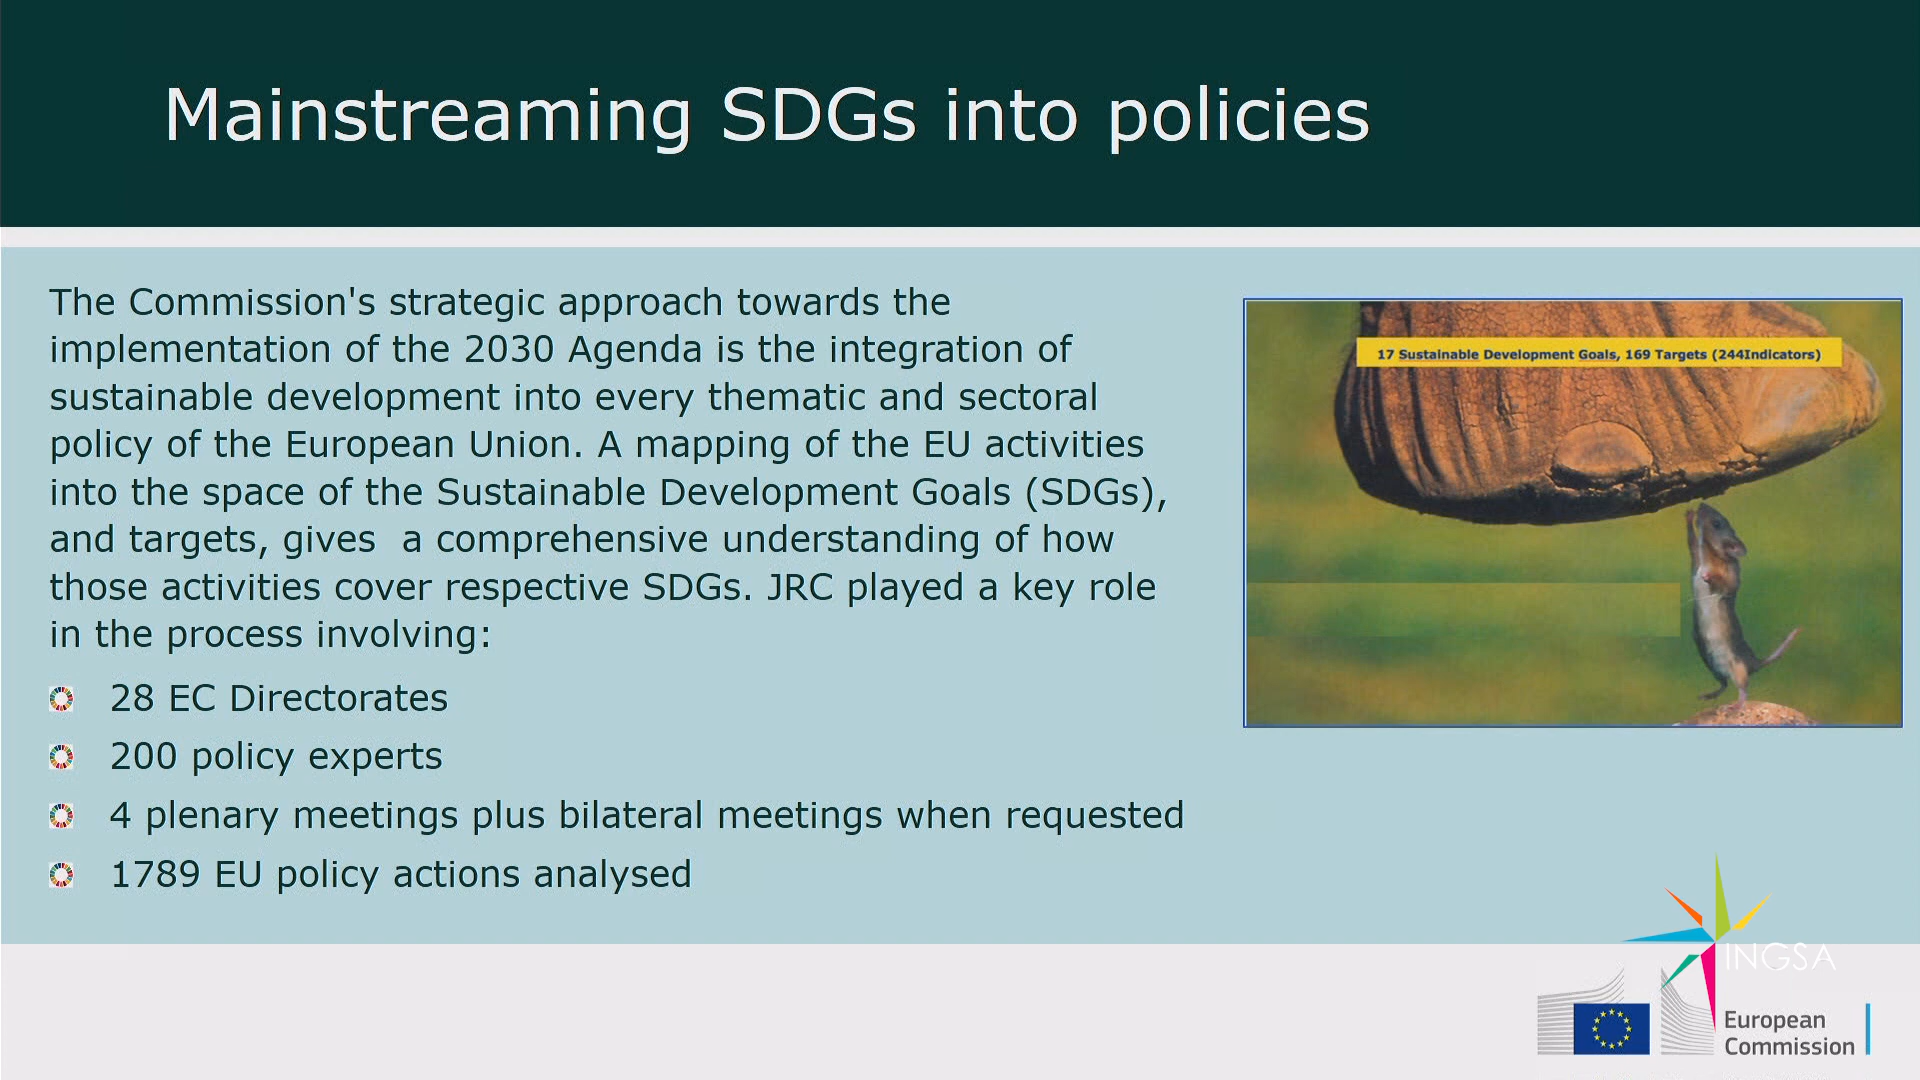 Mainstreaming SDGs into policies
The Commission's strategic approach towards the
implementation of the 2030 Agenda is the integration of
sustainable development into every thematic and sectoral
policy of the European Union. A mapping of the EU activities
into the space of the Sustainable Development Goals (SDGs),
and targets, gives  a comprehensive understanding of how
those activities cover respective SDGs. JRC played a key role
in the process involving:
28 EC Directorates
200 policy experts
4 plenary meetings plus bilateral meetings when requested
1789 EU policy actions analysed
17 Sustainable Development Goals, 169 Targets (244Indicators)
INGSA
European
Commission